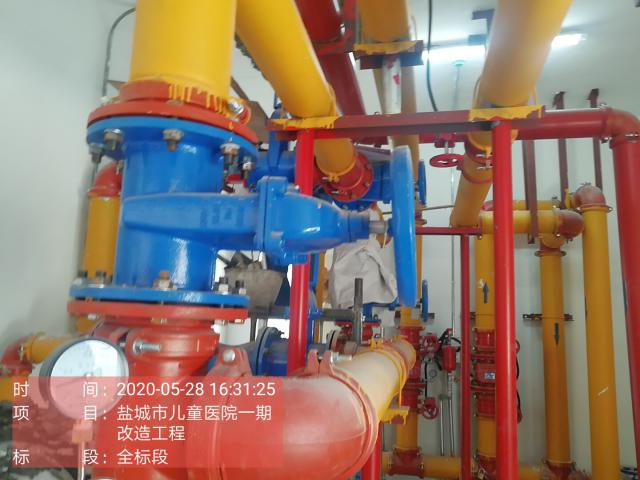 时 间: 2020-05-28 16:31:25
项 目: 盐城市儿童医院一期
改造工程
标 段: 全标段